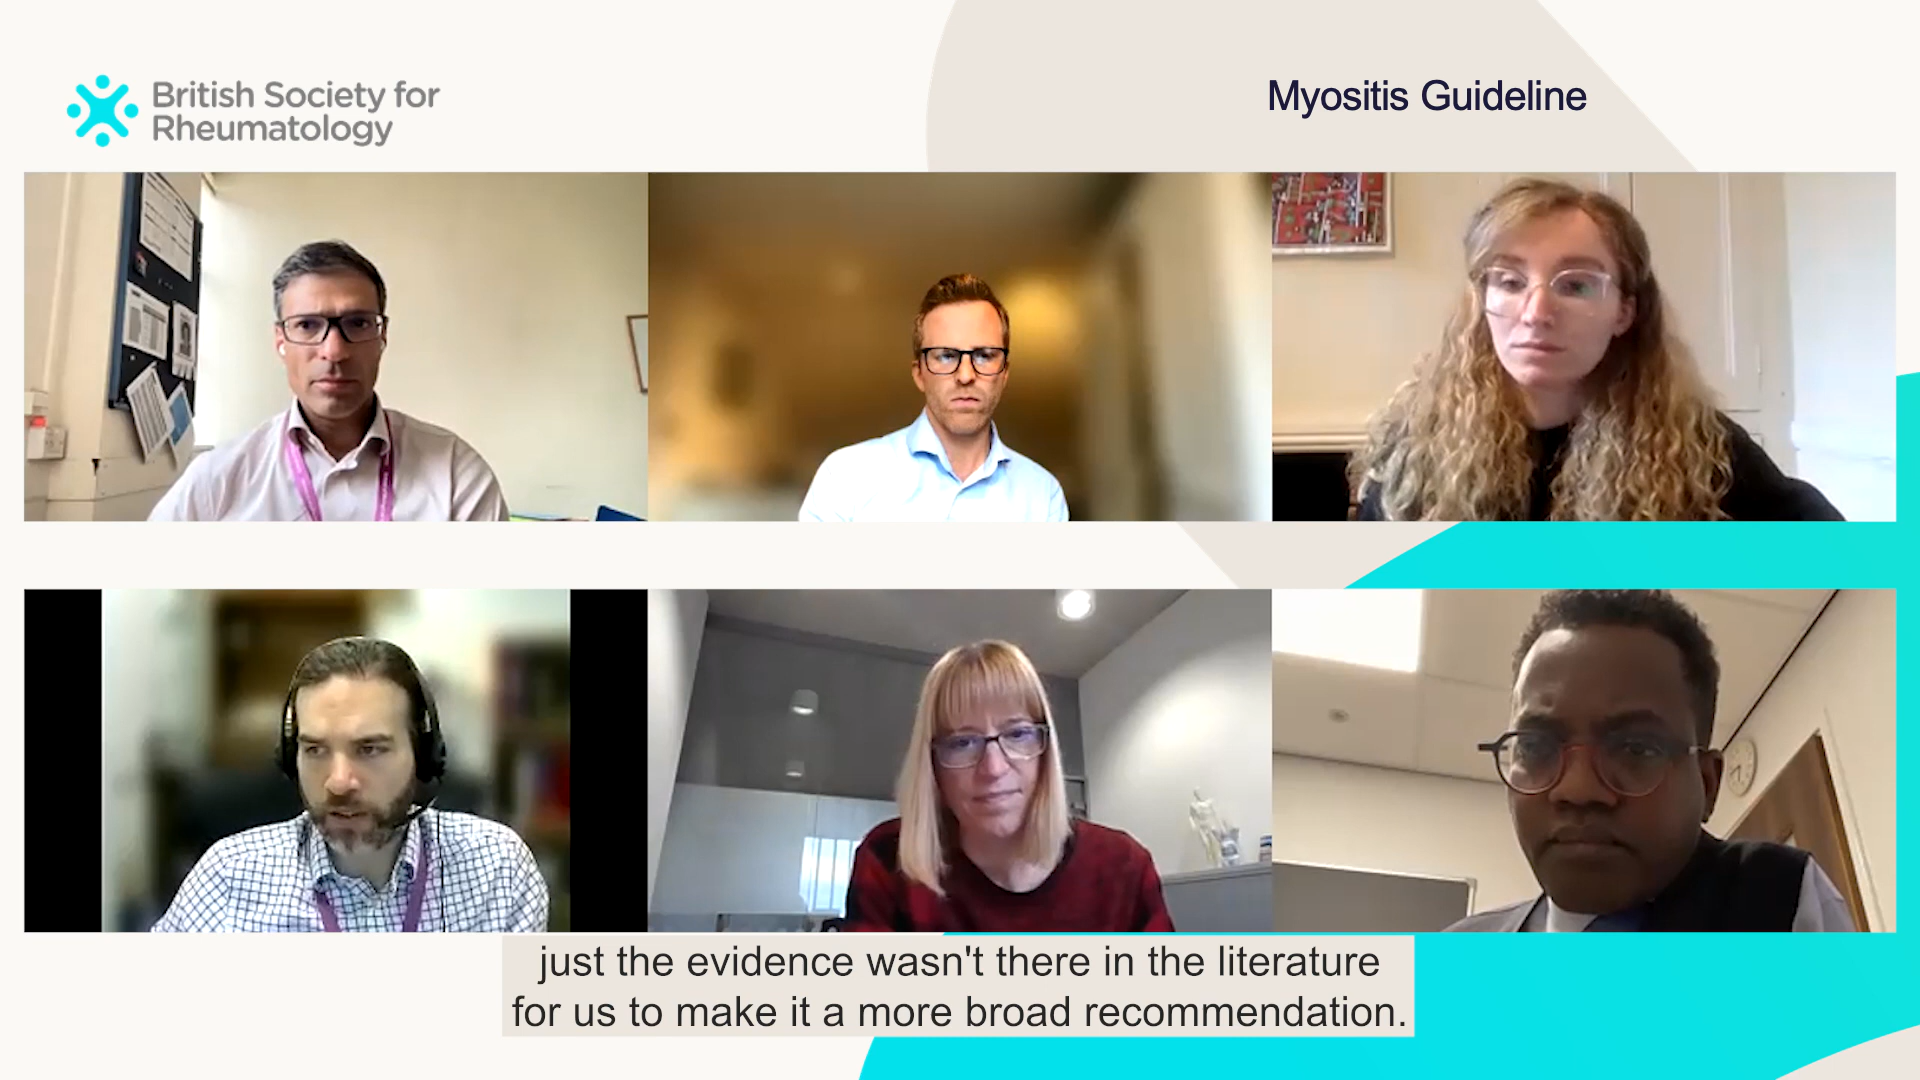 British Society for
Rheumatology
Myositis Guideline
just the evidence wasn't there in the literature
for us to make it a more broad recommendation.